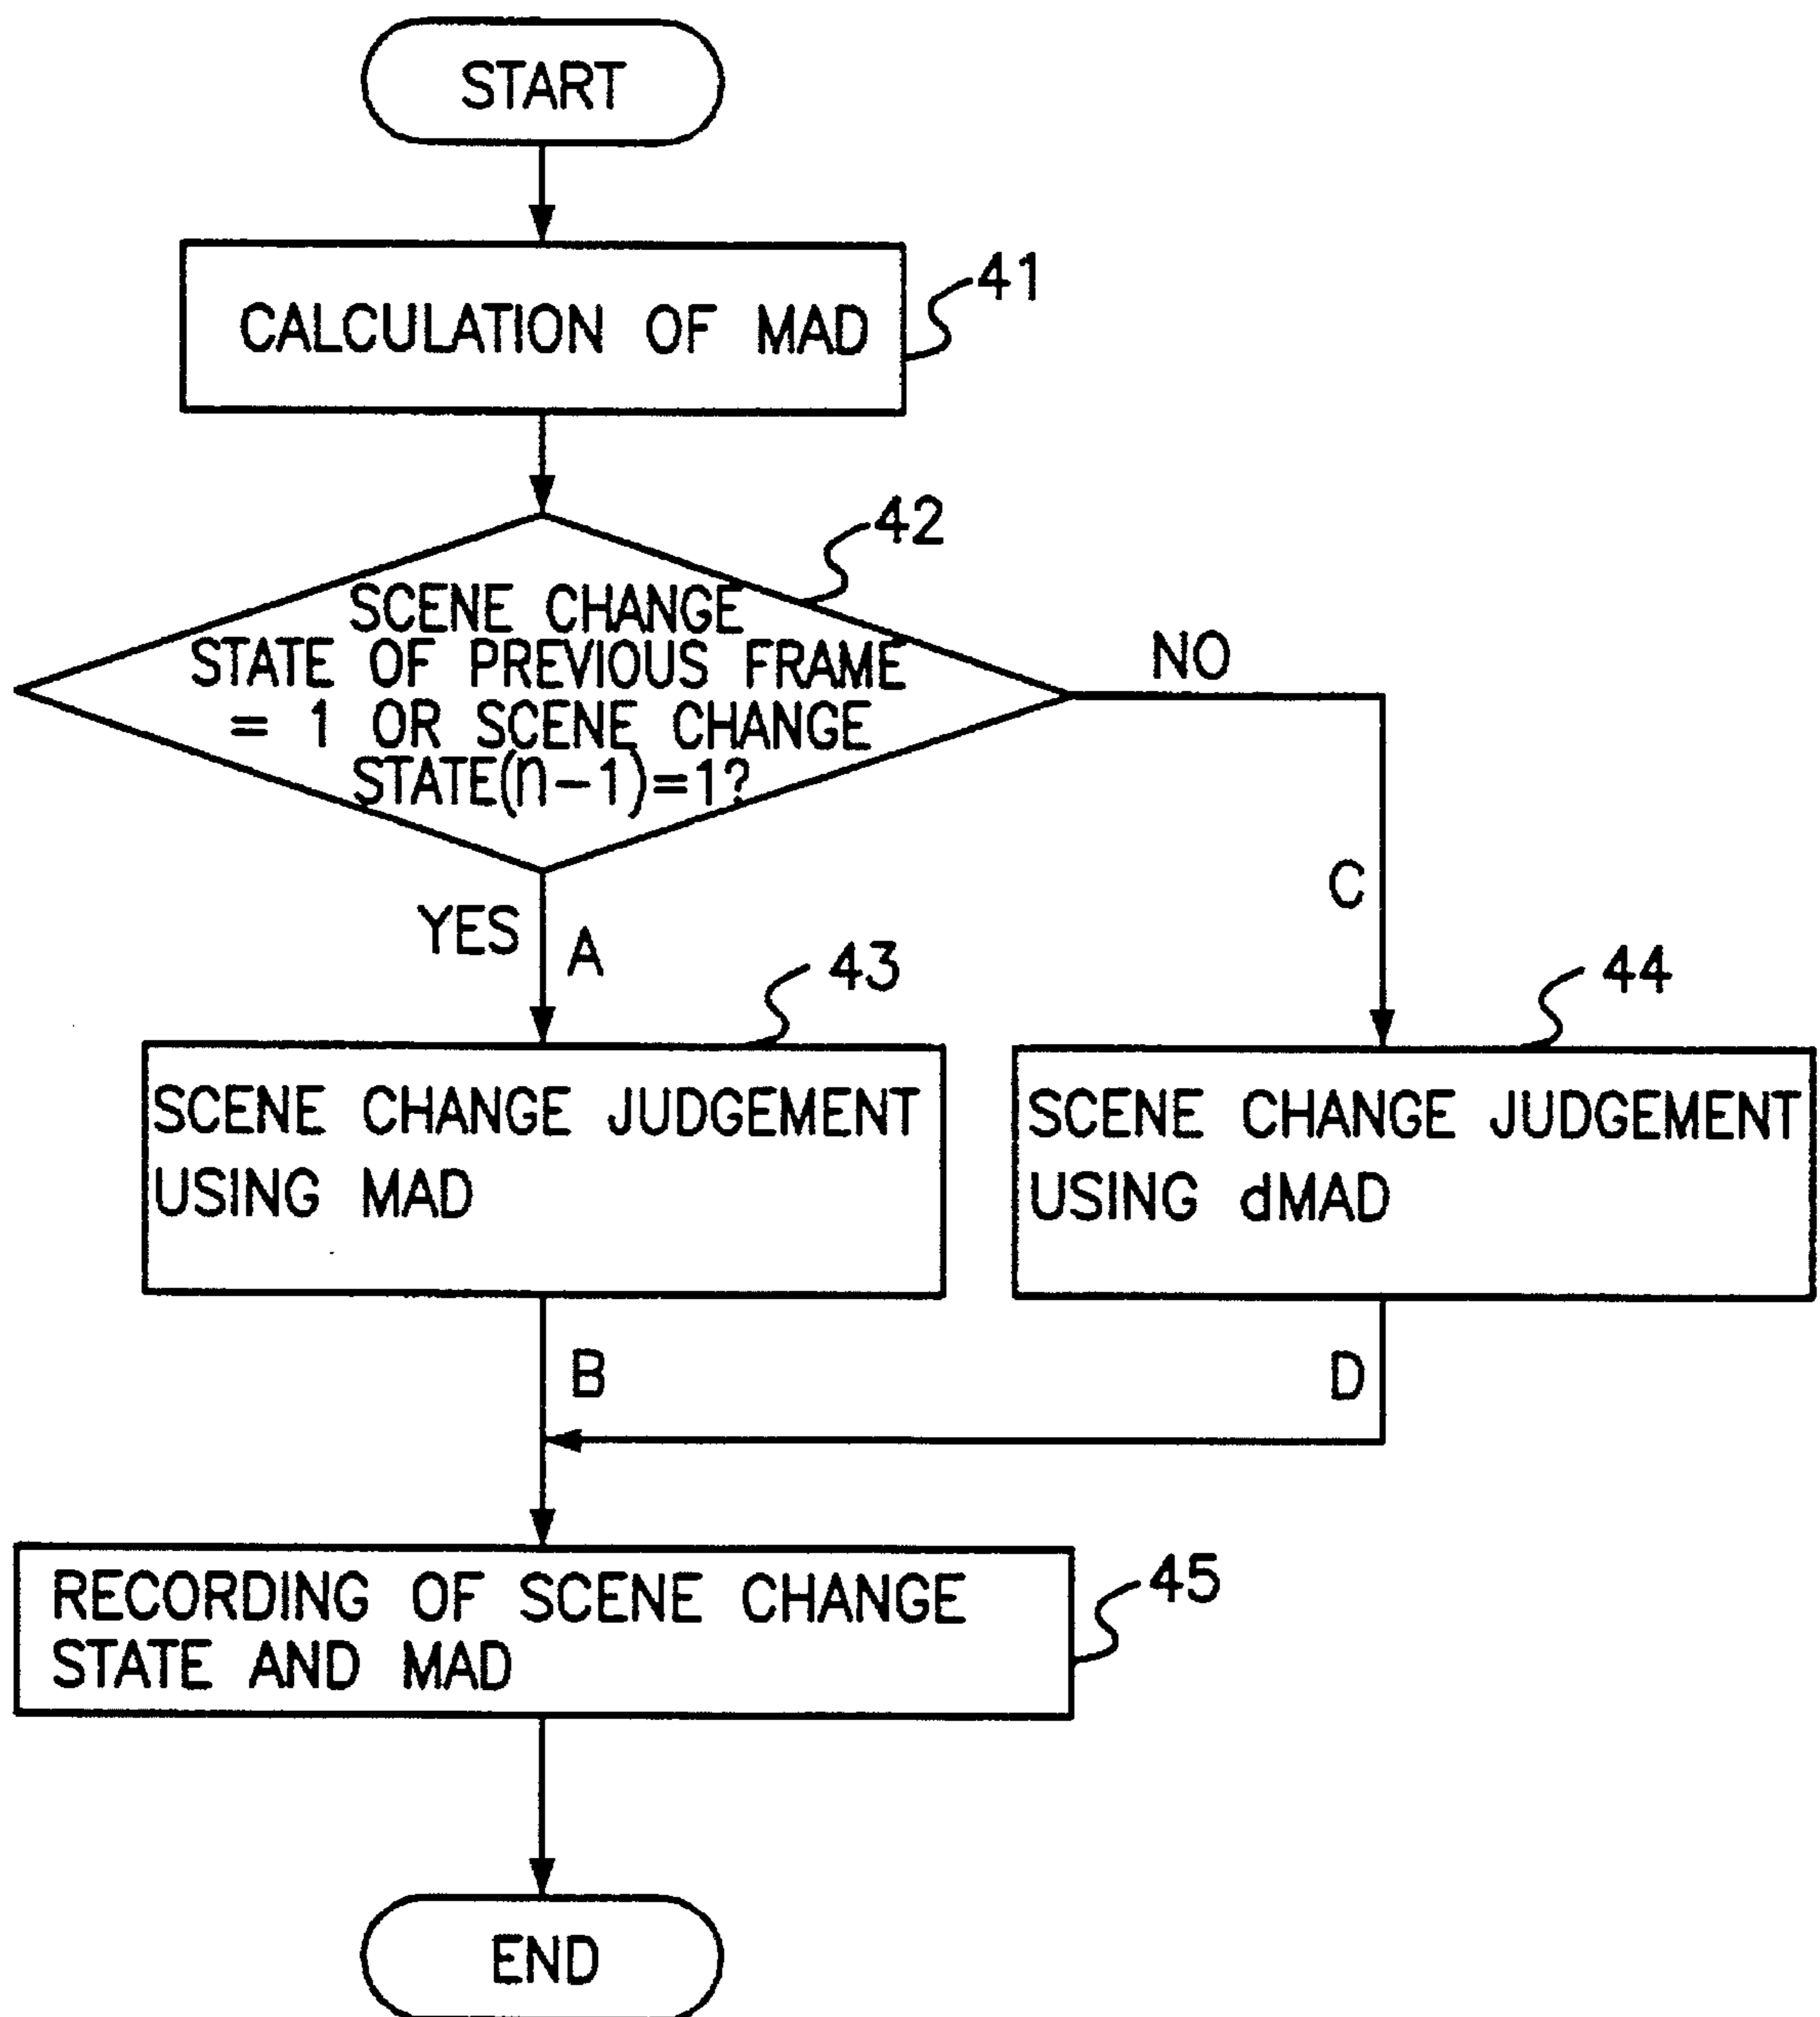 START
CALCULATION OF MAD
41
42
SCENE CHANGE
STATE OF PREVIOUS FRAME
= 1 OR SCENE CHANGE
STATE(n-1)=1?
NO
C
YES
A
43
44
SCENE CHANGE JUDGEMENT
USING MAD
SCENE CHANGE JUDGEMENT
USING dMAD
B
D
RECORDING OF SCENE CHANGE
STATE AND MAD
45
END